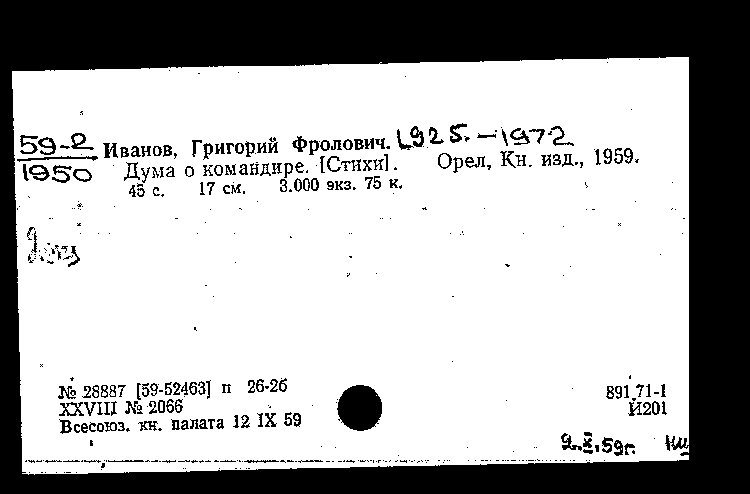 59-2 Иванов, Григорий Фролович. 1925.-1972
1950 Дума о командире. [Стихи]. Орел, Кн. изд., 1959.
45 с. 17 см. 3.000 экз. 75 к.
№ 28887 [59-52463] п 26-26
XXVIII № 2066
Всесоюз. кн. палата 12 IX 59
891.71-1
И201
9.X.59г.